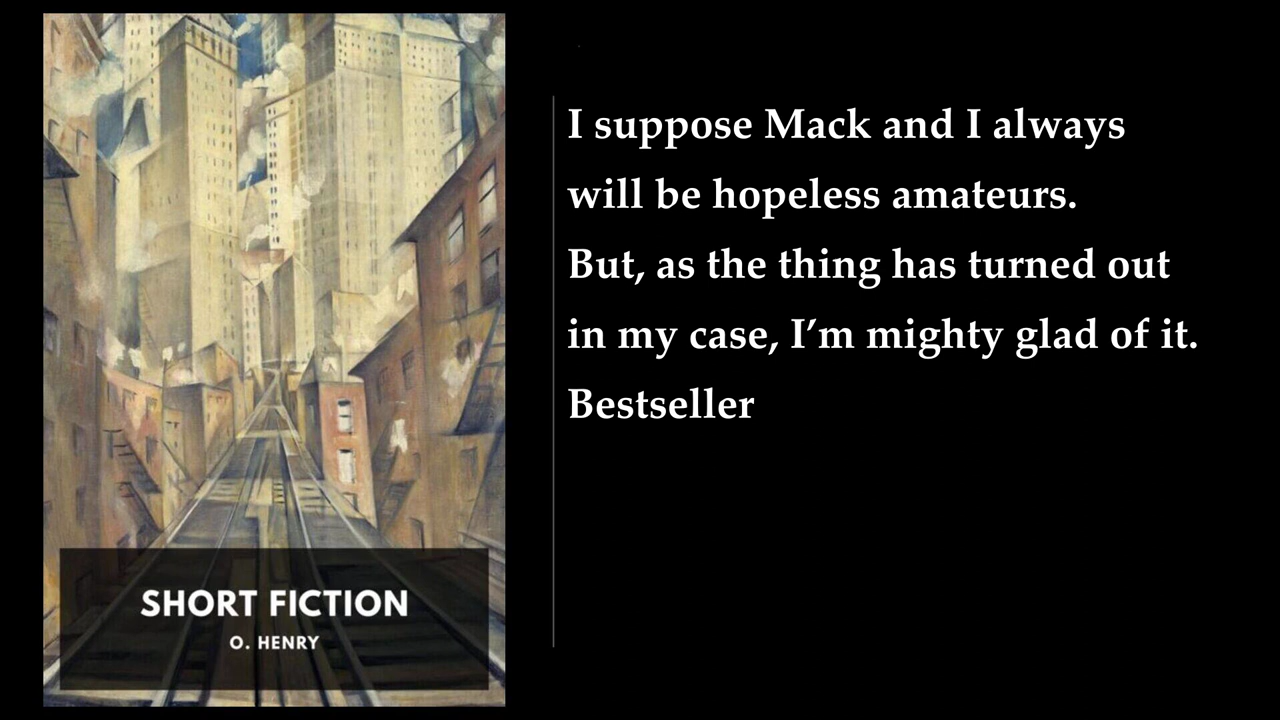 SHORT FICTION
O. HENRY
I suppose Mack and I always
will be hopeless amateurs.
But, as the thing has turned out
in my case, I’m mighty glad of it.
Bestseller